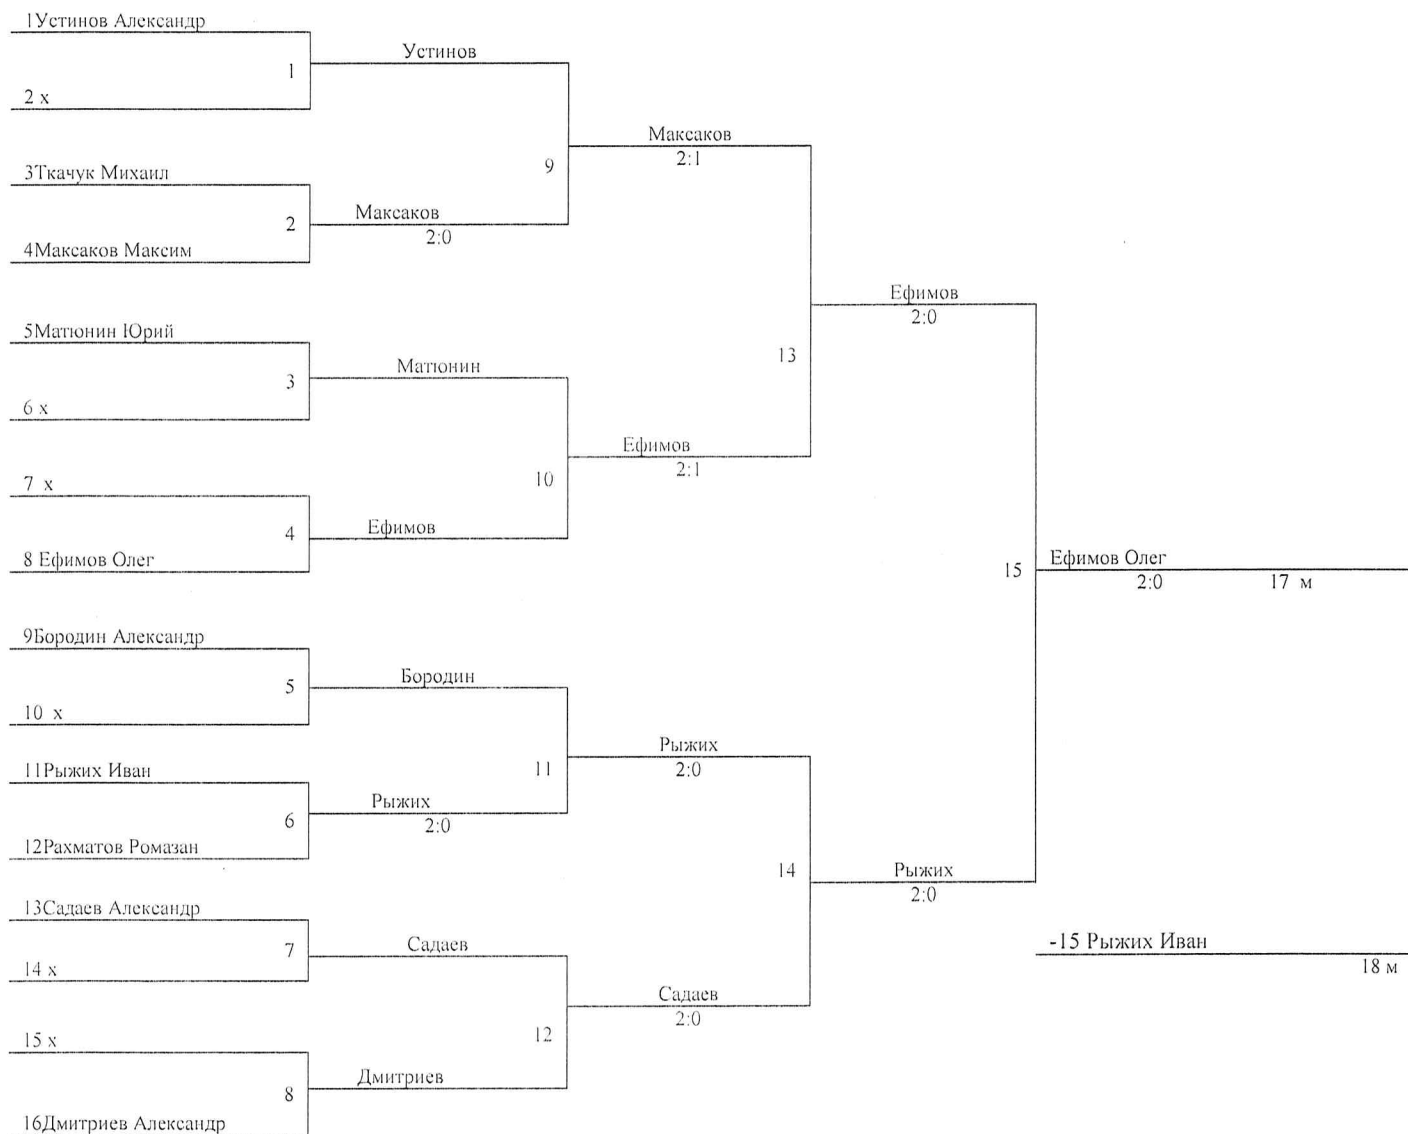 1Устинов Александр
Устинов
1
2 х
Максаков
2:1
9
3Ткачук Михаил
2
Максаков
2:0
4Максаков Максим
Ефимов
2:0
5Матюнин Юрий
13
Матюнин
3
6 х
Ефимов
2:1
10
7 х
4
Ефимов
8 Ефимов Олег
15
Ефимов Олег
2:0
17 м
9Бородин Александр
Бородин
5
10 х
Рыжих
2:0
11
11Рыжих Иван
6
Рыжих
2:0
12Рахматов Ромазан
14
Рыжих
2:0
13Садаев Александр
7
Садаев
14 х
-15 Рыжих Иван
18 м
Садаев
2:0
12
15 х
8
Дмитриев
16Дмитриев Александр